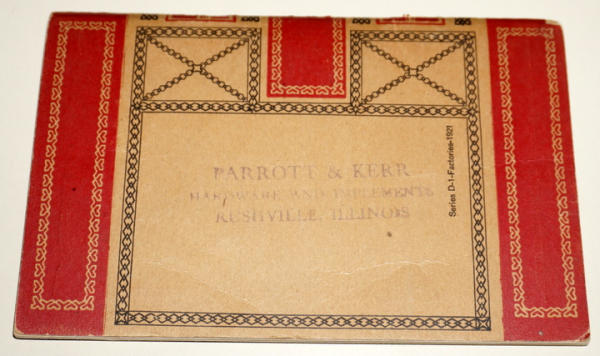 PARROTT & KERR
HARDWARE AND IMPLEMENTS
RUSHVILLE, ILLINOIS
Series D-1-Factories-1921